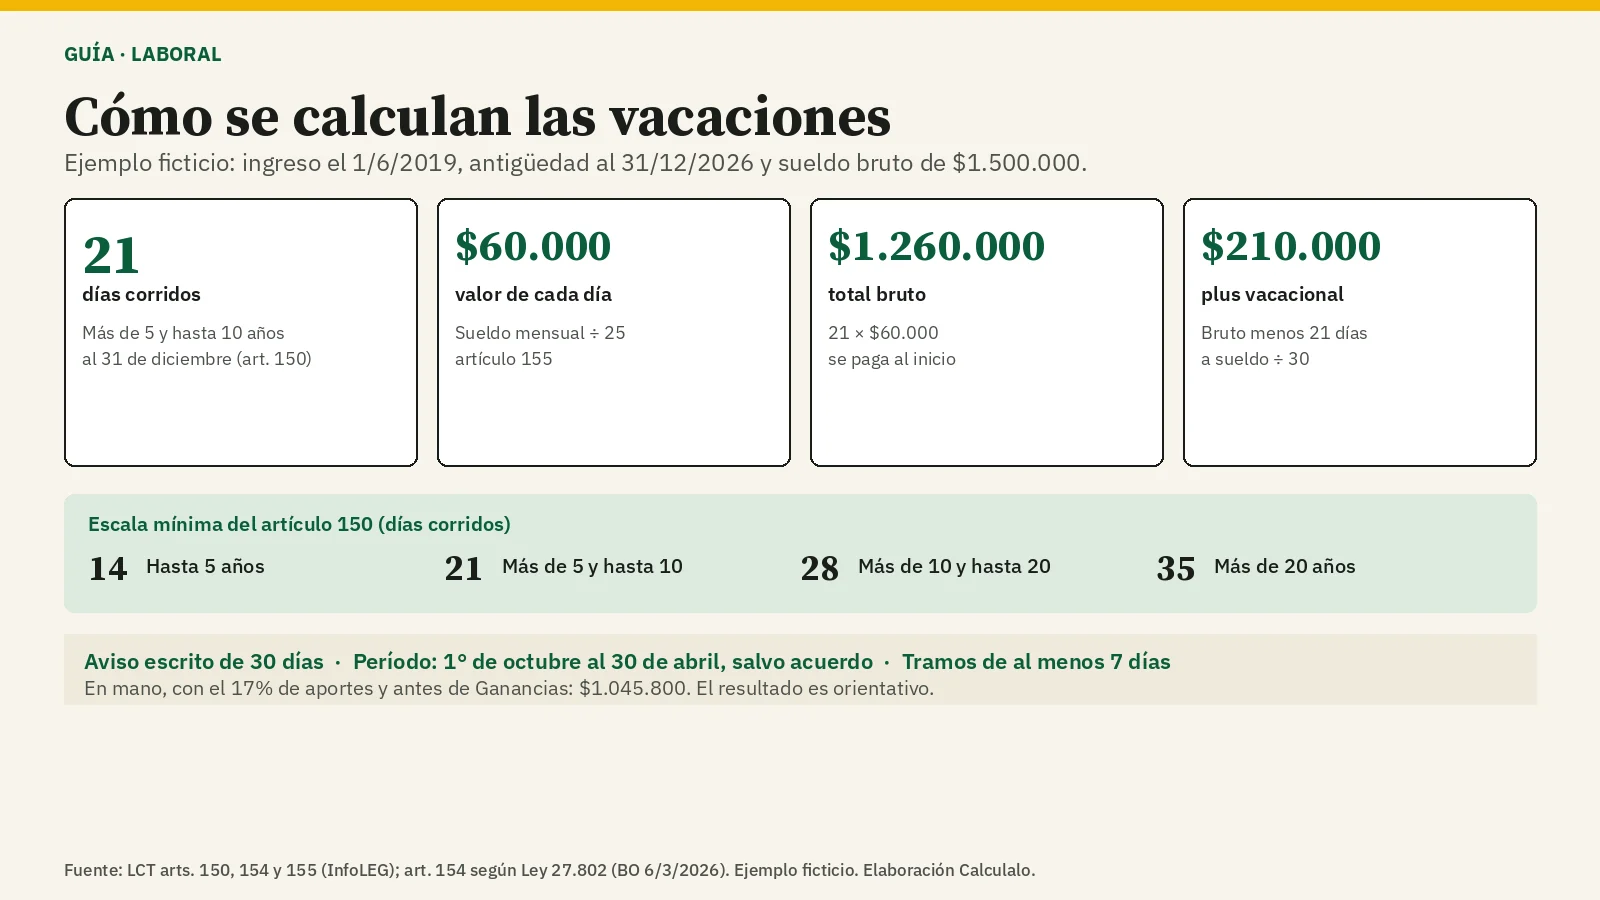 GUÍA · LABORAL
Cómo se calculan las vacaciones
Ejemplo ficticio: ingreso el 1/6/2019, antigüedad al 31/12/2026 y sueldo bruto de $1.500.000.
21
días corridos
Más de 5 y hasta 10 años
al 31 de diciembre (art. 150)
$60.000
valor de cada día
Sueldo mensual ÷ 25
artículo 155
$1.260.000
total bruto
21 × $60.000
se paga al inicio
$210.000
plus vacacional
Bruto menos 21 días
a sueldo ÷ 30
Escala mínima del artículo 150 (días corridos)
14 Hasta 5 años
21 Más de 5 y hasta 10
28 Más de 10 y hasta 20
35 Más de 20 años
Aviso escrito de 30 días · Período: 1° de octubre al 30 de abril, salvo acuerdo · Tramos de al menos 7 días
En mano, con el 17% de aportes y antes de Ganancias: $1.045.800. El resultado es orientativo.
Fuente: LCT arts. 150, 154 y 155 (InfoLEG); art. 154 según Ley 27.802 (BO 6/3/2026). Ejemplo ficticio. Elaboración Calculalo.